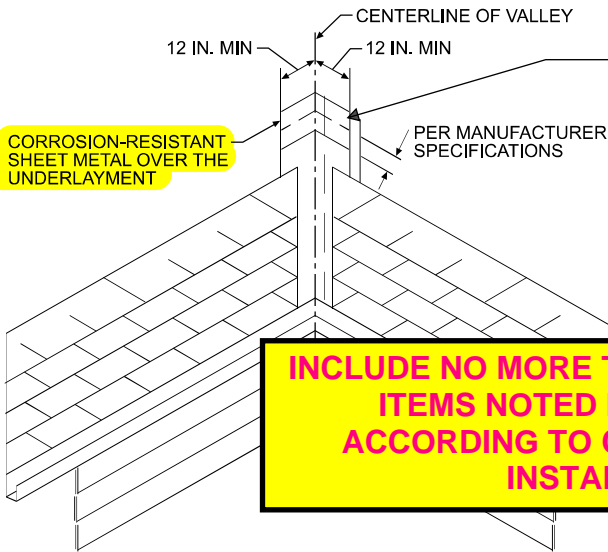 CENTERLINE OF VALLEY
12 IN. MIN
12 IN. MIN
CORROSION-RESISTANT
SHEET METAL OVER THE
UNDERLAYMENT
PER MANUFACTURER
SPECIFICATIONS
INCLUDE NO MORE
ITEMS NOTED
ACCORDING TO